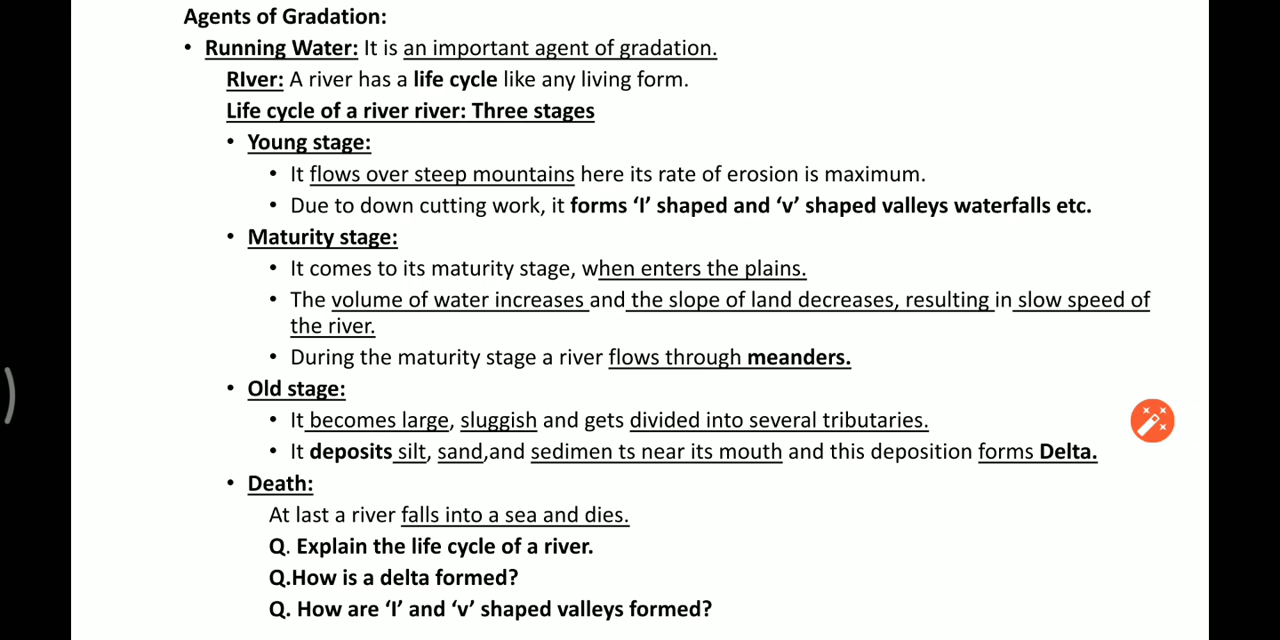 Agents of Gradation:
• Running Water: It is an important agent of gradation.
RIver: A river has a life cycle like any living form.
Life cycle of a river river: Three stages
• Young stage:
• It flows over steep mountains here its rate of erosion is maximum.
• Due to down cutting work, it forms ‘I’ shaped and ‘v’ shaped valleys waterfalls etc.
• Maturity stage:
• It comes to its maturity stage, when enters the plains.
• The volume of water increases and the slope of land decreases, resulting in slow speed of
the river.
• During the maturity stage a river flows through meanders.
• Old stage:
• It becomes large, sluggish and gets divided into several tributaries.
• It deposits silt, sand,and sedimen ts near its mouth and this deposition forms Delta.
• Death:
At last a river falls into a sea and dies.
Q. Explain the life cycle of a river.
Q.How is a delta formed?
Q. How are ‘I’ and ‘v’ shaped valleys formed?